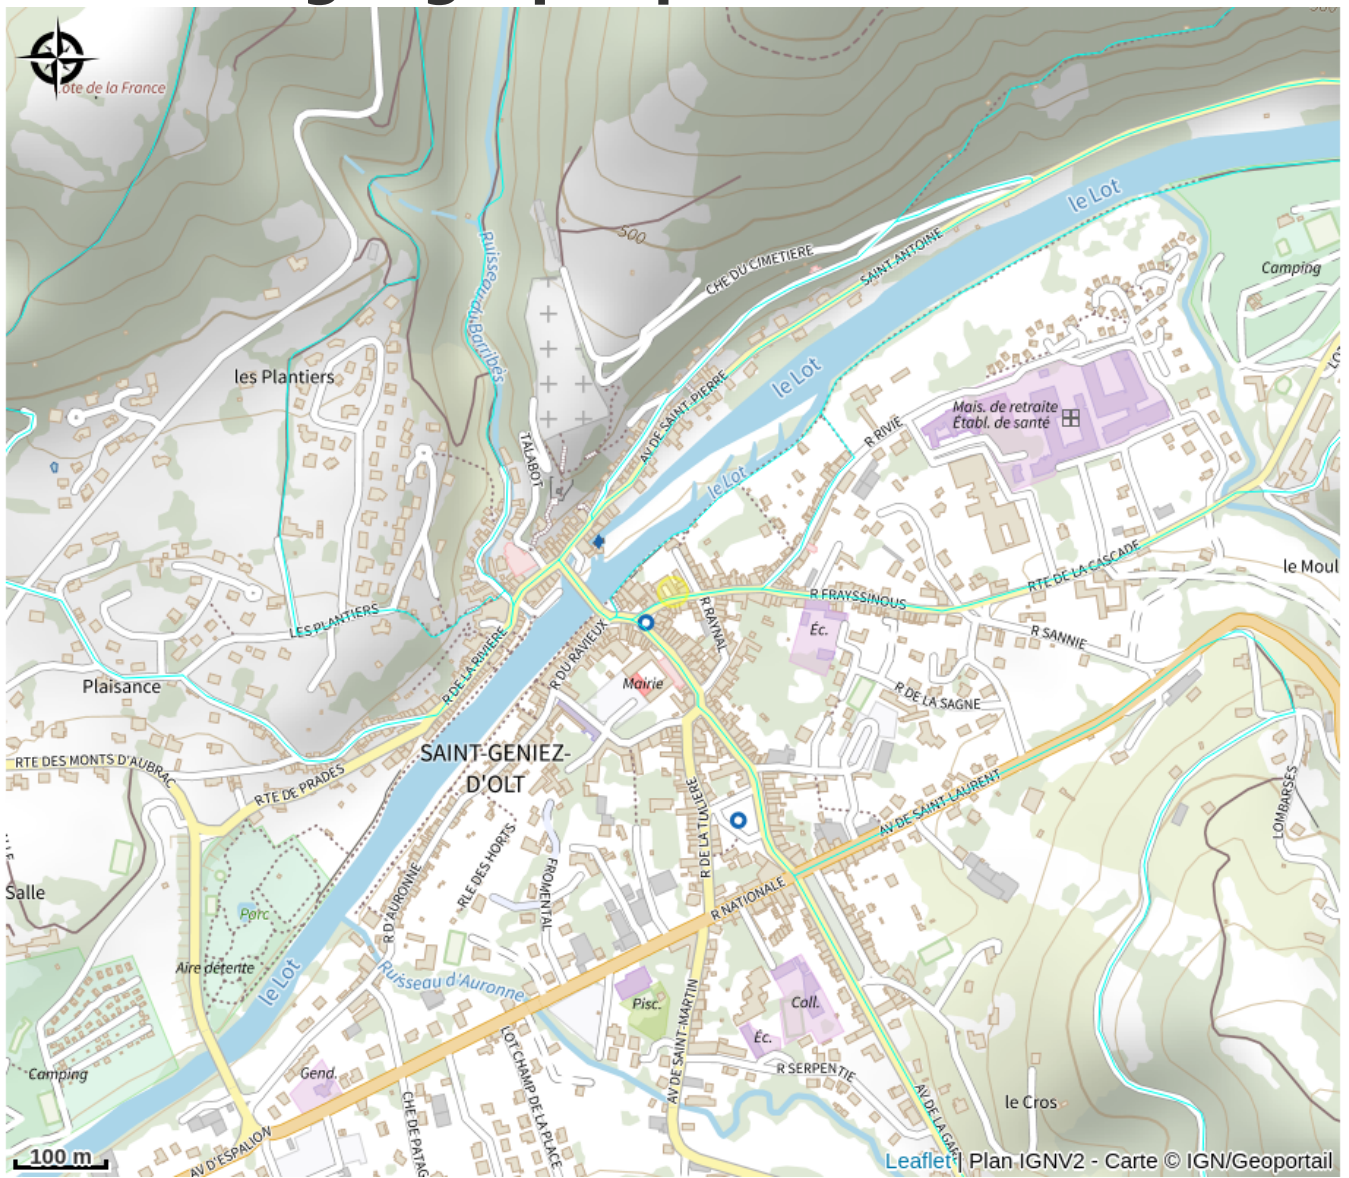 500
ote de la France
Ruisseau du Barribès
500
le Lot
CHE DU CIMETIERE
SAINT-ANTOINE
Camping
les Plantiers
le Lot
AV DE SAINT-PIERRE
Mais. de retraite
Établ. de santé
R RIVIÉ
TALABOT
le Lot
RTE DE LA CASCADE
le Moul
R FRAYSSINOUS
LES PLANTIERS
R RAYNAL
Éc.
R SANNIE
R DE LA RIVIÈRE
R DU RAVIEUX
Mairie
Plaisance
R DE LA SAGNE
SAINT-GENIEZ-
D'OLT
RTE DES MONTS D'AUBRAC
RTE DE PRADES
R DE LA TUILIERE
AV DE SAINT-LAURENT
LOMBARSES
RLE DES HORTS
FROMENTAL
R D'AURONNE
R NATIONALE
Salle
Parc
Aire détente
le Lot
Ruisseau d'Auronne
Pisc.
Coll.
Éc.
AV DE SAINT-MARTIN
R SERPENTIE
Camping
Gend.
LOT CHAMP DE LA PLACE
CHE DE PATAG
AV DE LA GAR
le Cros
AV D'ESPALION
100 m
Leaflet | Plan IGNV2 - Carte © IGN/Geoportail